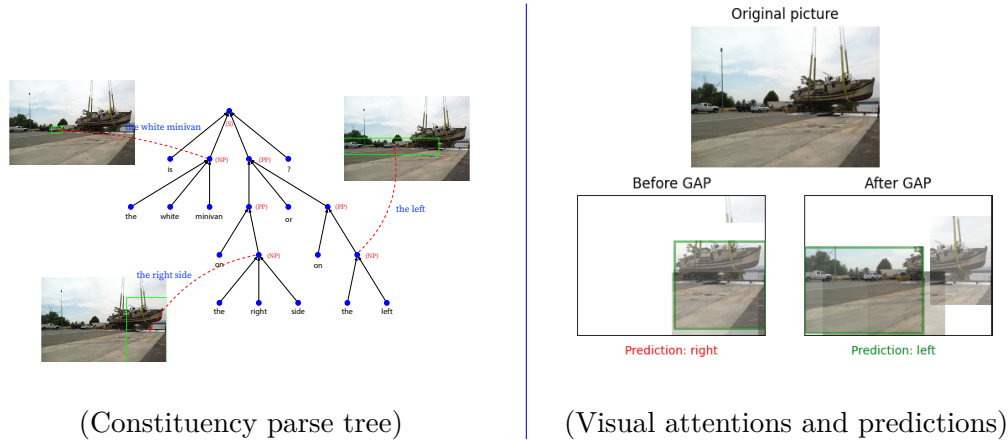 Original picture
the white minivan
(S)
is
(NP)
(PP)
?
the
white
minivan
(PP)
or
(PP)
the left
on
(NP)
on
(NP)
the right side
the
right
side
the
left
Before GAP
After GAP
Prediction: right
Prediction: left
(Constituency parse tree)
(Visual attentions and predictions)